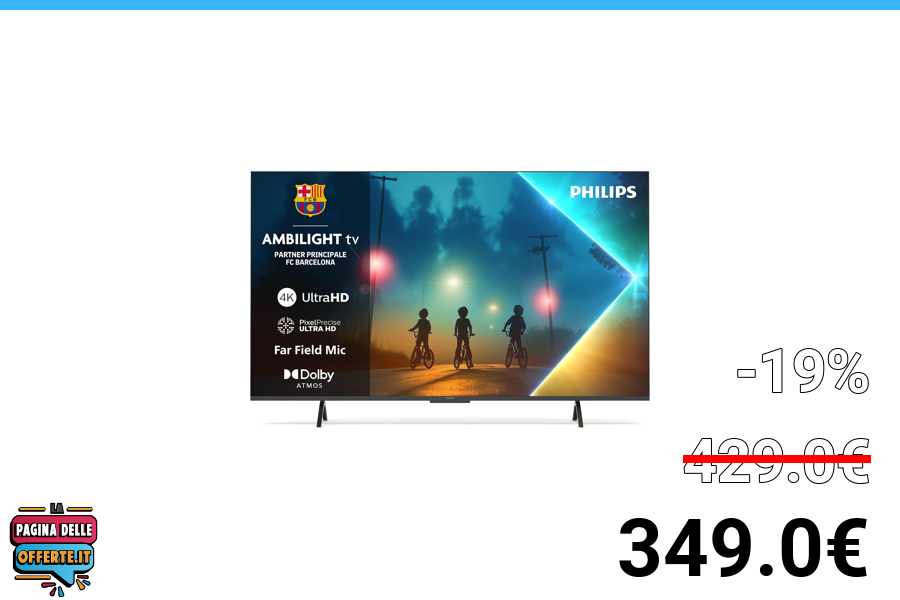 FCB
AMBILIGHT tv
PARTNER PRINCIPALE
FC BARCELONA
4K UltraHD
PixelPrecise
ULTRA HD
Far Field Mic
Dolby
ATMOS
PHILIPS
-19%
429.0€
349.0€
LA
PAGINA DELLE
OFFERTE.IT